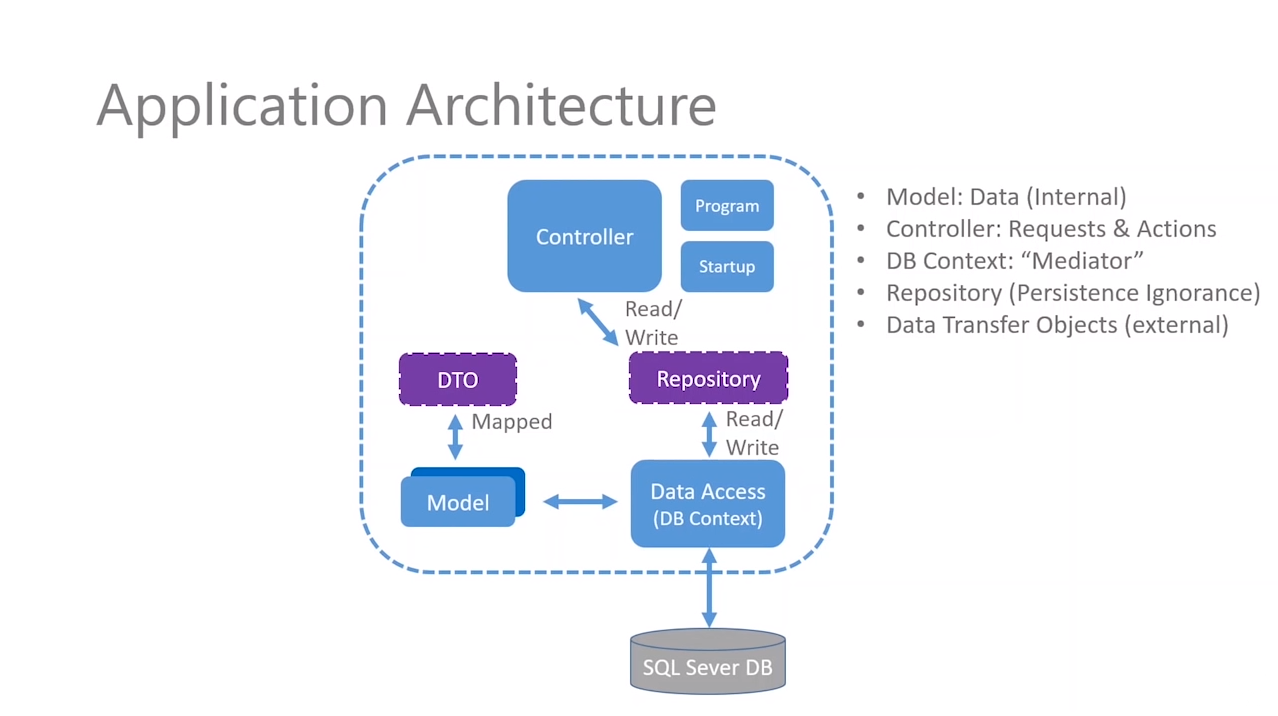 Application Architecture
Controller
Program
Startup
Read/
Write
DTO
Repository
Mapped
Read/
Write
Model
Data Access
(DB Context)
SQL Sever DB
• Model: Data (Internal)
• Controller: Requests & Actions
• DB Context: “Mediator”
• Repository (Persistence Ignorance)
• Data Transfer Objects (external)